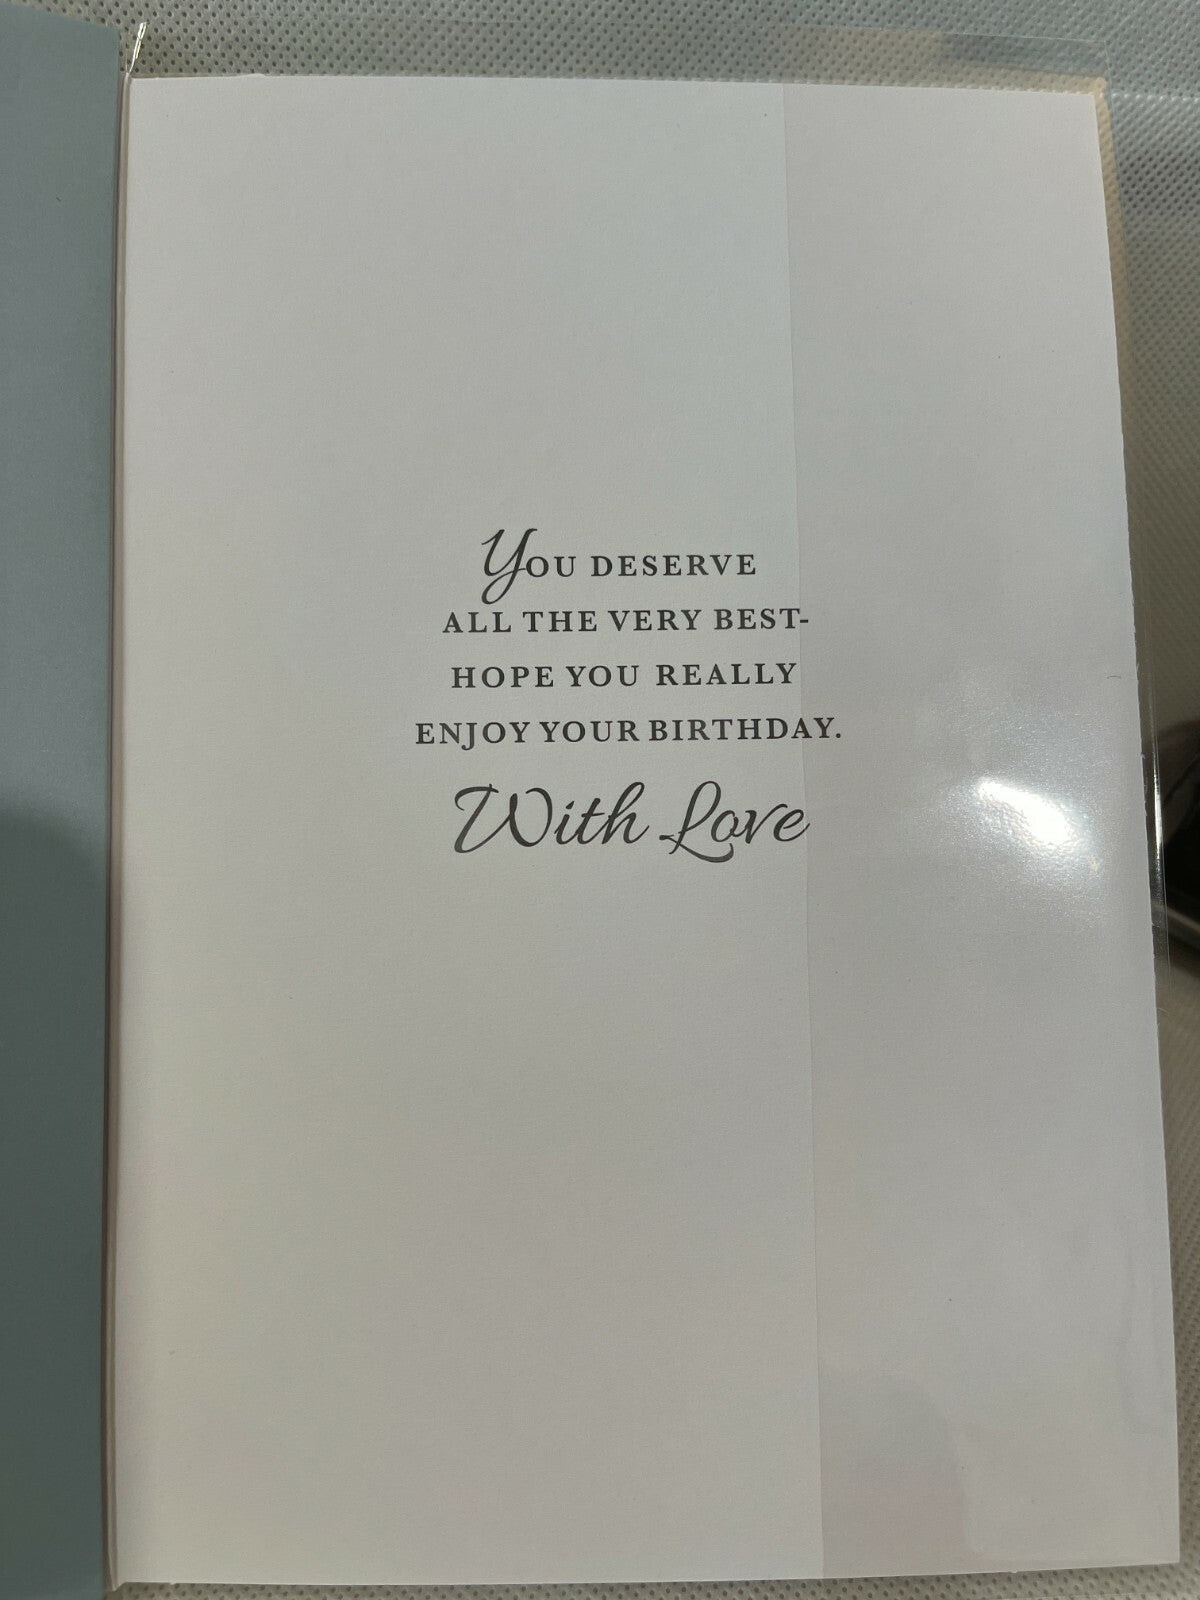 You DESERVE
ALL THE VERY BEST-
HOPE YOU REALLY
ENJOY YOUR BIRTHDAY.
With Love